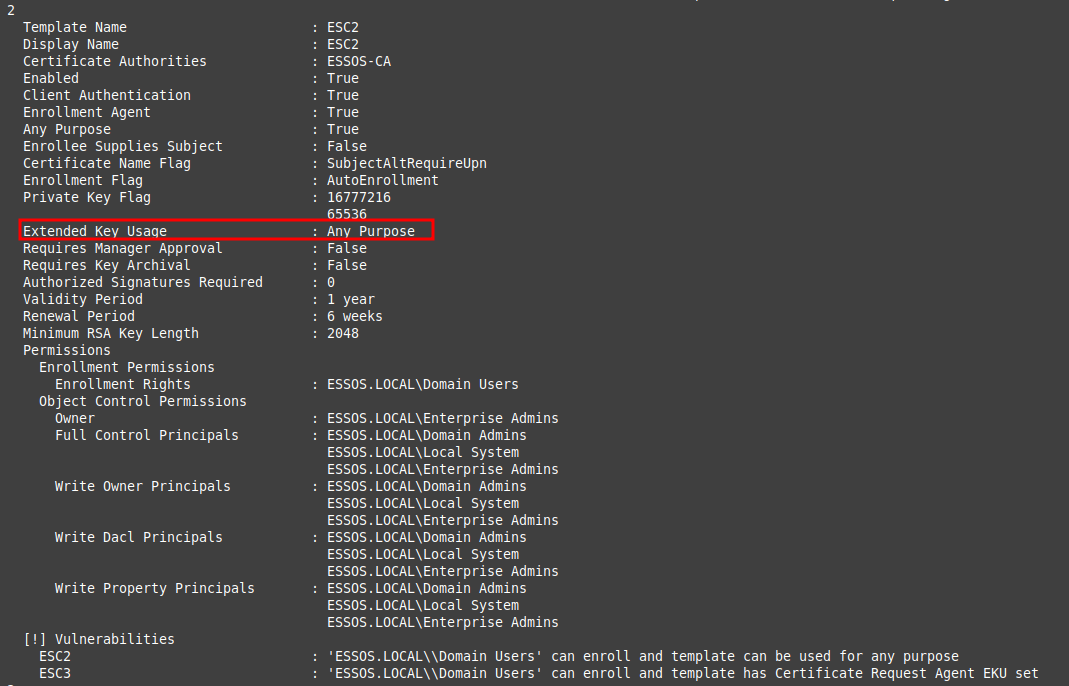 2
Template Name : ESC2
Display Name : ESC2
Certificate Authorities : ESSOS-CA
Enabled : True
Client Authentication : True
Enrollment Agent : True
Any Purpose : True
Enrollee Supplies Subject : False
Certificate Name Flag : SubjectAltRequireUpn
Enrollment Flag : AutoEnrollment
Private Key Flag : 16777216
65536
Extended Key Usage : Any Purpose
Requires Manager Approval : False
Requires Key Archival : False
Authorized Signatures Required : 0
Validity Period : 1 year
Renewal Period : 6 weeks
Minimum RSA Key Length : 2048
Permissions
Enrollment Permissions
Enrollment Rights : ESSOS.LOCAL\Domain Users
Object Control Permissions
Owner : ESSOS.LOCAL\Enterprise Admins
Full Control Principals : ESSOS.LOCAL\Domain Admins
ESSOS.LOCAL\Local System
ESSOS.LOCAL\Enterprise Admins
Write Owner Principals : ESSOS.LOCAL\Domain Admins
ESSOS.LOCAL\Local System
ESSOS.LOCAL\Enterprise Admins
Write Dacl Principals : ESSOS.LOCAL\Domain Admins
ESSOS.LOCAL\Local System
ESSOS.LOCAL\Enterprise Admins
Write Property Principals : ESSOS.LOCAL\Domain Admins
ESSOS.LOCAL\Local System
ESSOS.LOCAL\Enterprise Admins
[!] Vulnerabilities
ESC2 : 'ESSOS.LOCAL\\Domain Users' can enroll and template can be used for any purpose
ESC3 : 'ESSOS.LOCAL\\Domain Users' can enroll and template has Certificate Request Agent EKU set